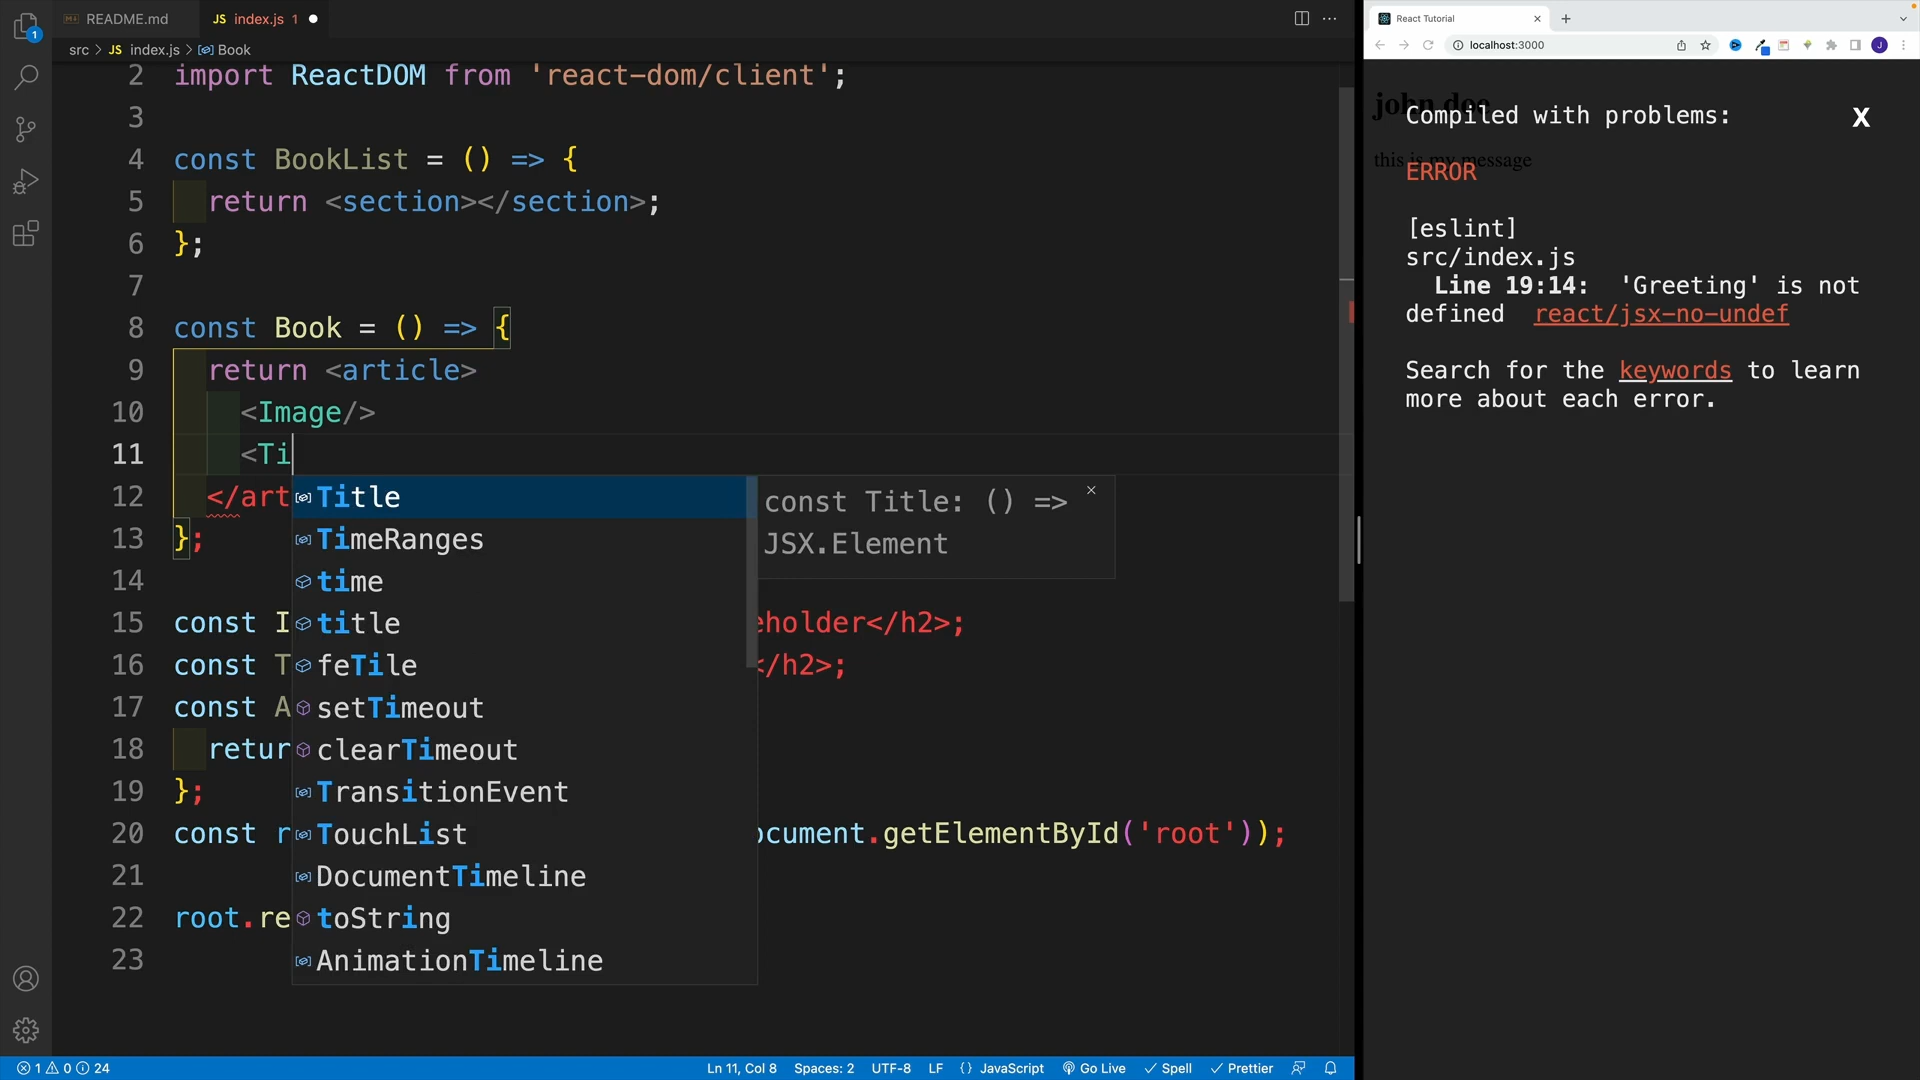 README.md
JS index.js 1
src > JS index.js > Book
2 import ReactDOM from 'react-dom/client';
3
4 const BookList = () => {
5 return <section></section>;
6 };
7
8 const Book = () => {
9 return <article>
10 <Image/>
11 <Ti
12 </art
13 };
14
15 const I
eholder</h2>;
16 const T
</h2>;
17 const A
18 retur
19 };
20 const r
ocument.getElementById('root'));
21
22 root.re
23
Title
TimeRanges
time
title
feTile
setTimeout
clearTimeout
TransitionEvent
TouchList
DocumentTimeline
toString
AnimationTimeline
const Title: () =>
JSX.Element
1
1 0 24
Ln 11, Col 8 Spaces: 2 UTF-8 LF {} JavaScript Go Live Spell Prettier
React Tutorial
localhost:3000
J
john doe
Compiled with problems:
X
this is my message
ERROR
[eslint]
src/index.js
Line 19:14: 'Greeting' is not
defined react/jsx-no-undef
Search for the keywords to learn
more about each error.